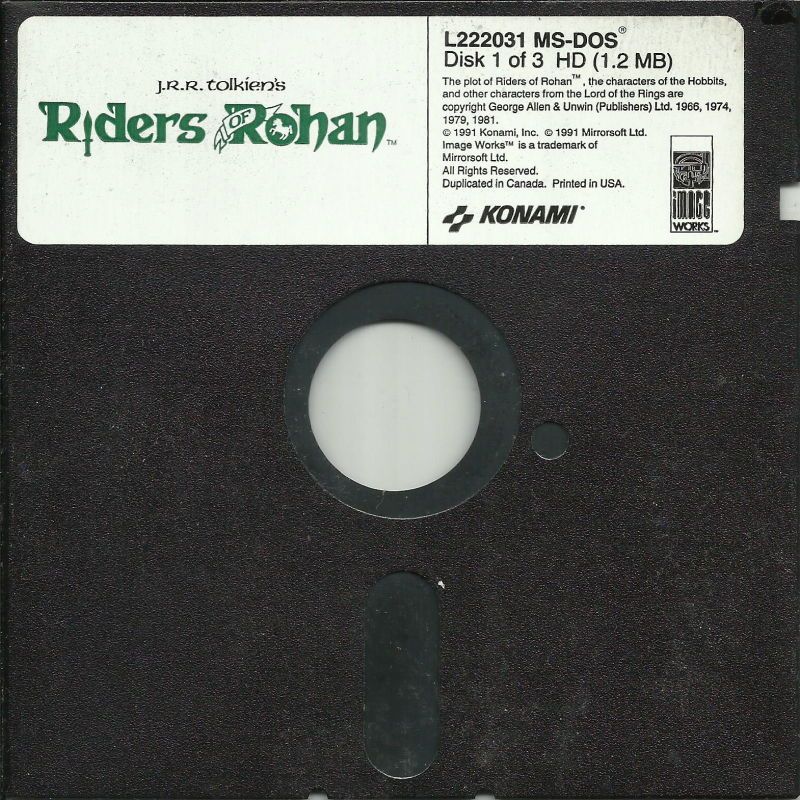 J.R.R. Tolkien's
Riders OF Rohan™
L222031 MS-DOS®
Disk 1 of 3 HD (1.2 MB)
The plot of Riders of Rohan™, the characters of the Hobbits,
and other characters from the Lord of the Rings are
copyright George Allen & Unwin (Publishers) Ltd. 1966, 1974,
1979, 1981.
© 1991 Konami, Inc. © 1991 Mirrorsoft Ltd.
Image Works™ is a trademark of
Mirrorsoft Ltd.
All Rights Reserved.
Duplicated in Canada. Printed in USA.
KONAMI®
IMAGE
WORKS™